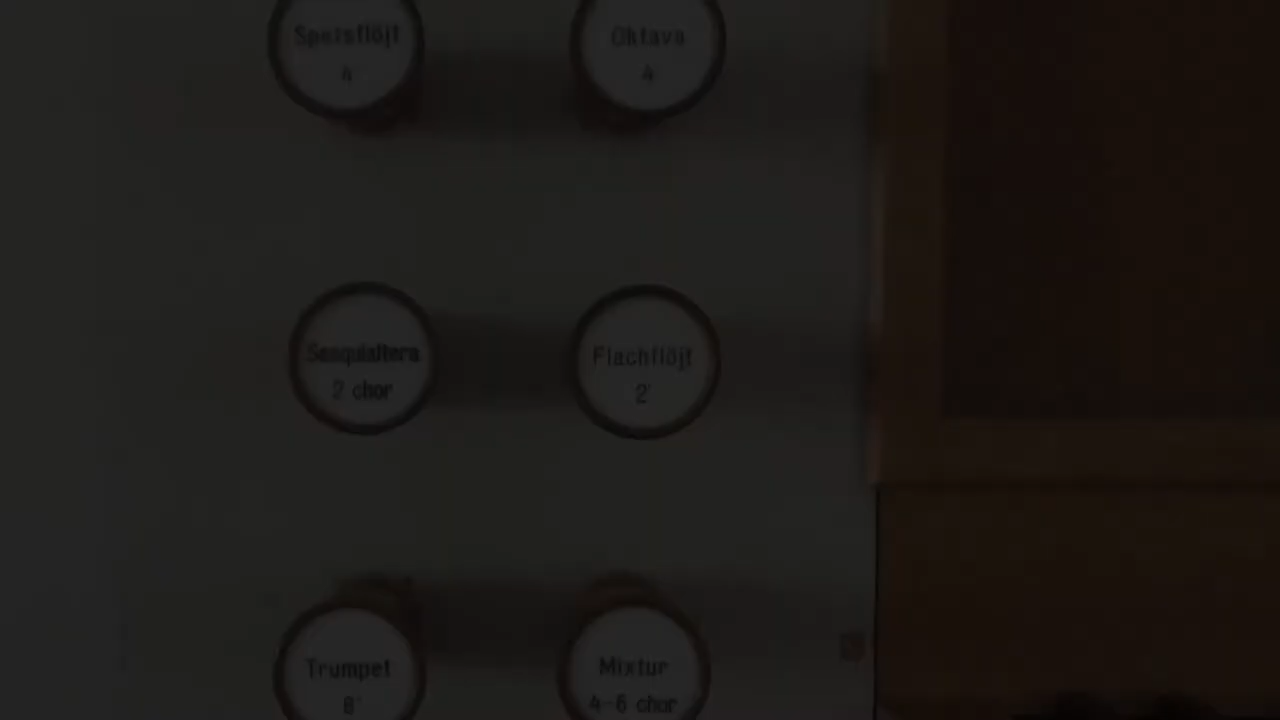 Spetsflöjt
4'
Oktava
4'
Sesquialtera
2 chor
Flachflöjt
2'
Trumpet
8'
Mixtur
4-6 chor